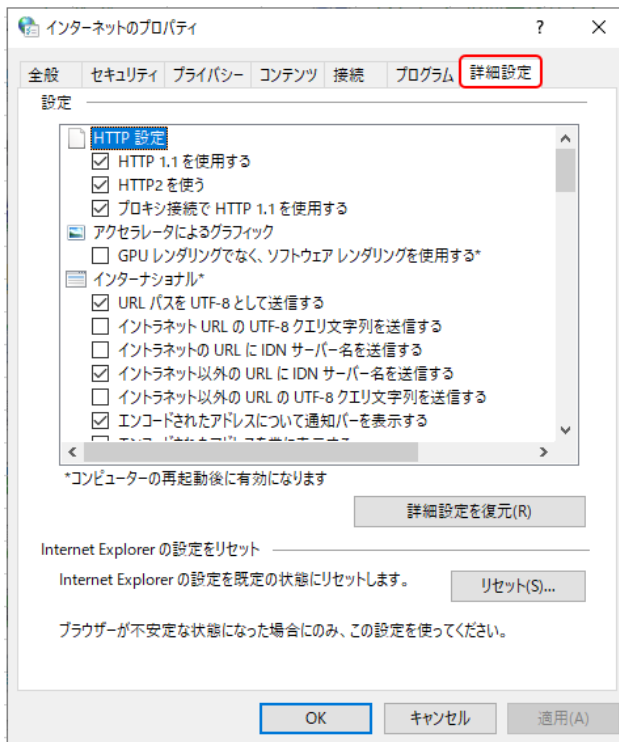 インターネットのプロパティ ? ×
全般 セキュリティ プライバシー コンテンツ 接続 プログラム 詳細設定
設定
HTTP 設定
HTTP 1.1 を使用する
HTTP2 を使う
プロキシ接続で HTTP 1.1 を使用する
アクセラレータによるグラフィック
GPU レンダリングでなく、ソフトウェア レンダリングを使用する*
インターナショナル*
URL パスを UTF-8 として送信する
イントラネット URL の UTF-8 クエリ文字列を送信する
イントラネットの URL に IDN サーバー名を送信する
イントラネット以外の URL に IDN サーバー名を送信する
イントラネット以外の URL の UTF-8 クエリ文字列を送信する
エンコードされたアドレスについて通知バーを表示する
*コンピューターの再起動後に有効になります
詳細設定を復元(R)
Internet Explorer の設定をリセット
Internet Explorer の設定を既定の状態にリセットします。
リセット(S)...
ブラウザーが不安定な状態になった場合にのみ、この設定を使ってください。
OK キャンセル 適用(A)